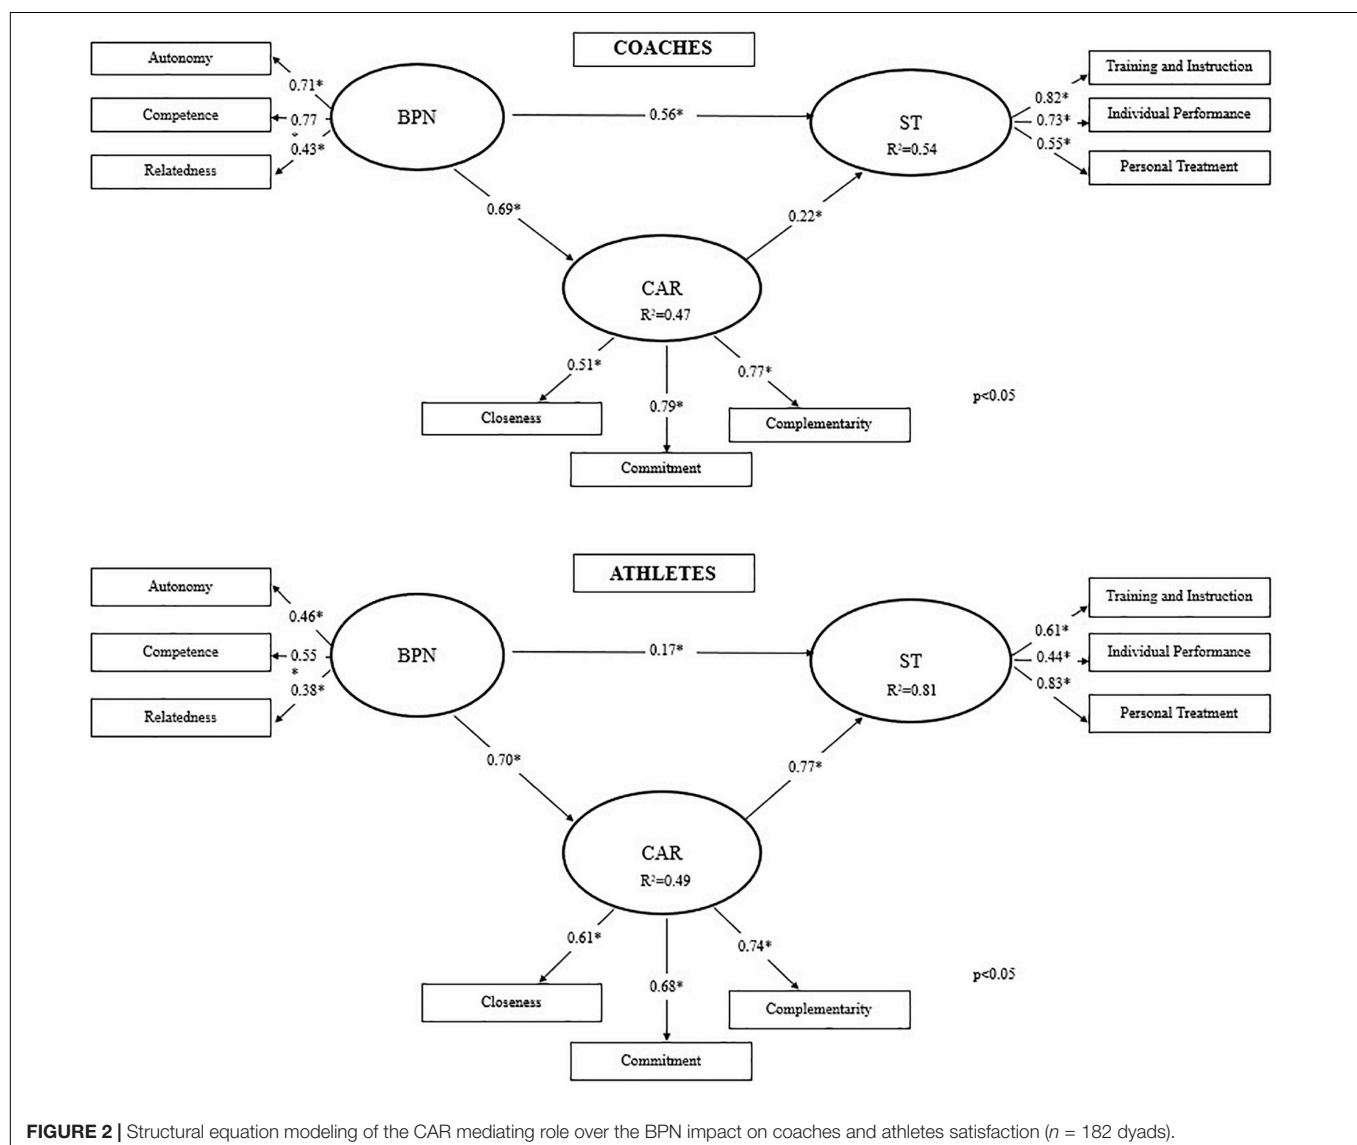 COACHES
Autonomy
0.71*
Competence
0.77
*
0.43*
Relatedness
BPN
0.56*
ST
R²=0.54
0.82*
Training and Instruction
0.73*
Individual Performance
0.55*
Personal Treatment
0.69*
0.22*
CAR
R²=0.47
0.51*
0.79*
0.77*
Closeness
Commitment
Complementarity
p<0.05
ATHLETES
Autonomy
0.46*
Competence
0.55
*
0.38*
Relatedness
BPN
0.17*
ST
R²=0.81
0.61*
Training and Instruction
0.44*
Individual Performance
0.83*
Personal Treatment
0.70*
0.77*
CAR
R²=0.49
0.61*
0.68*
0.74*
Closeness
Commitment
Complementarity
p<0.05
FIGURE 2 | Structural equation modeling of the CAR mediating role over the BPN impact on coaches and athletes satisfaction (n = 182 dyads).